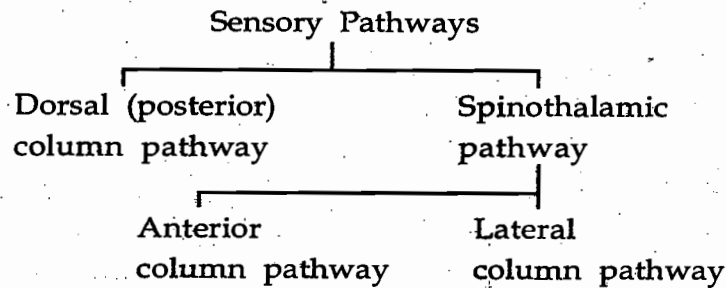 Sensory Pathways
Dorsal (posterior)
column pathway
Spinothalamic
pathway
Anterior
column pathway
Lateral
column pathway